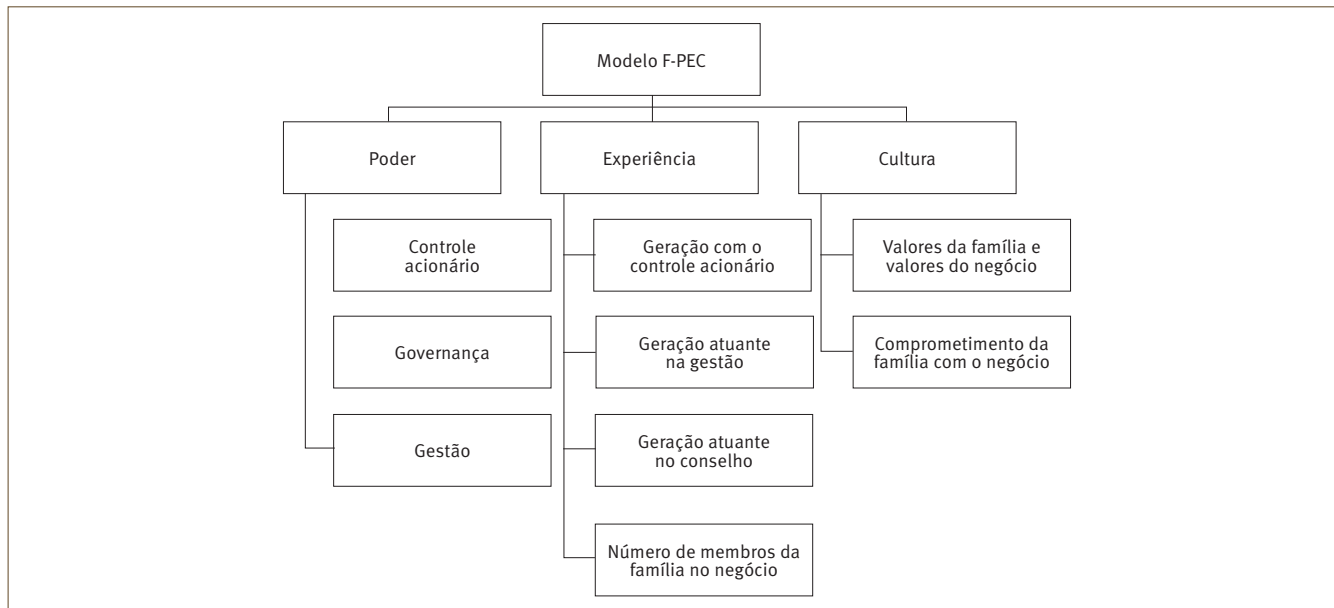 Modelo F-PEC
Poder
Experiência
Cultura
Controle
acionário
Geração com o
controle acionário
Valores da família e
valores do negócio
Governança
Geração atuante
na gestão
Comprometimento da
família com o negócio
Gestão
Geração atuante
no conselho
Número de membros da
família no negócio